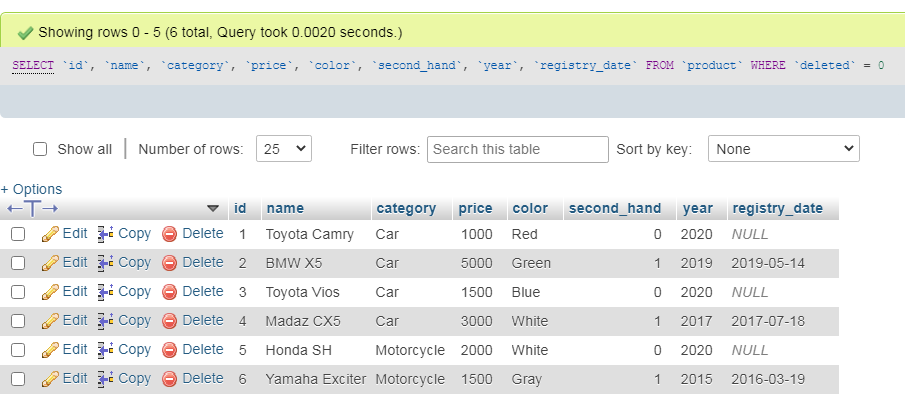 Showing rows 0 - 5 (6 total, Query took 0.0020 seconds.)
SELECT `id`, `name`, `category`, `price`, `color`, `second_hand`, `year`, `registry_date` FROM `product` WHERE `deleted` = 0
Show all Number of rows: 25 Filter rows: Search this table Sort by key: None
+ Options
id name category price color second_hand year registry_date
Edit Copy Delete 1 Toyota Camry Car 1000 Red 0 2020 NULL
Edit Copy Delete 2 BMW X5 Car 5000 Green 1 2019 2019-05-14
Edit Copy Delete 3 Toyota Vios Car 1500 Blue 0 2020 NULL
Edit Copy Delete 4 Madaz CX5 Car 3000 White 1 2017 2017-07-18
Edit Copy Delete 5 Honda SH Motorcycle 2000 White 0 2020 NULL
Edit Copy Delete 6 Yamaha Exciter Motorcycle 1500 Gray 1 2015 2016-03-19